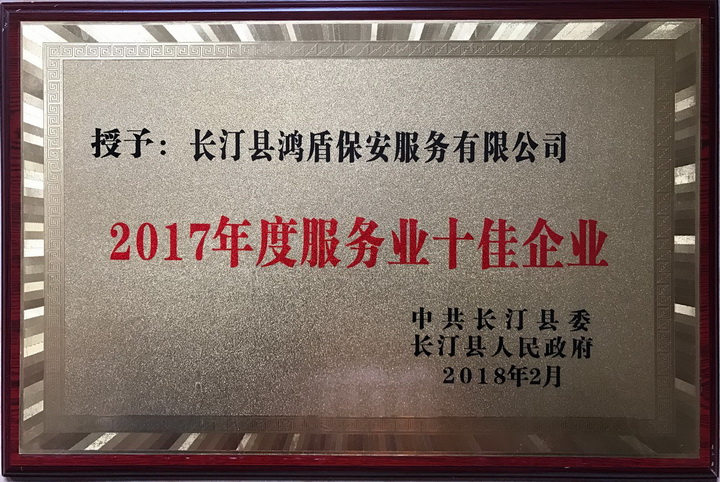 授予：长汀县鸿盾保安服务有限公司
2017年度服务业十佳企业
中共长汀县委
长汀县人民政府
2018年2月